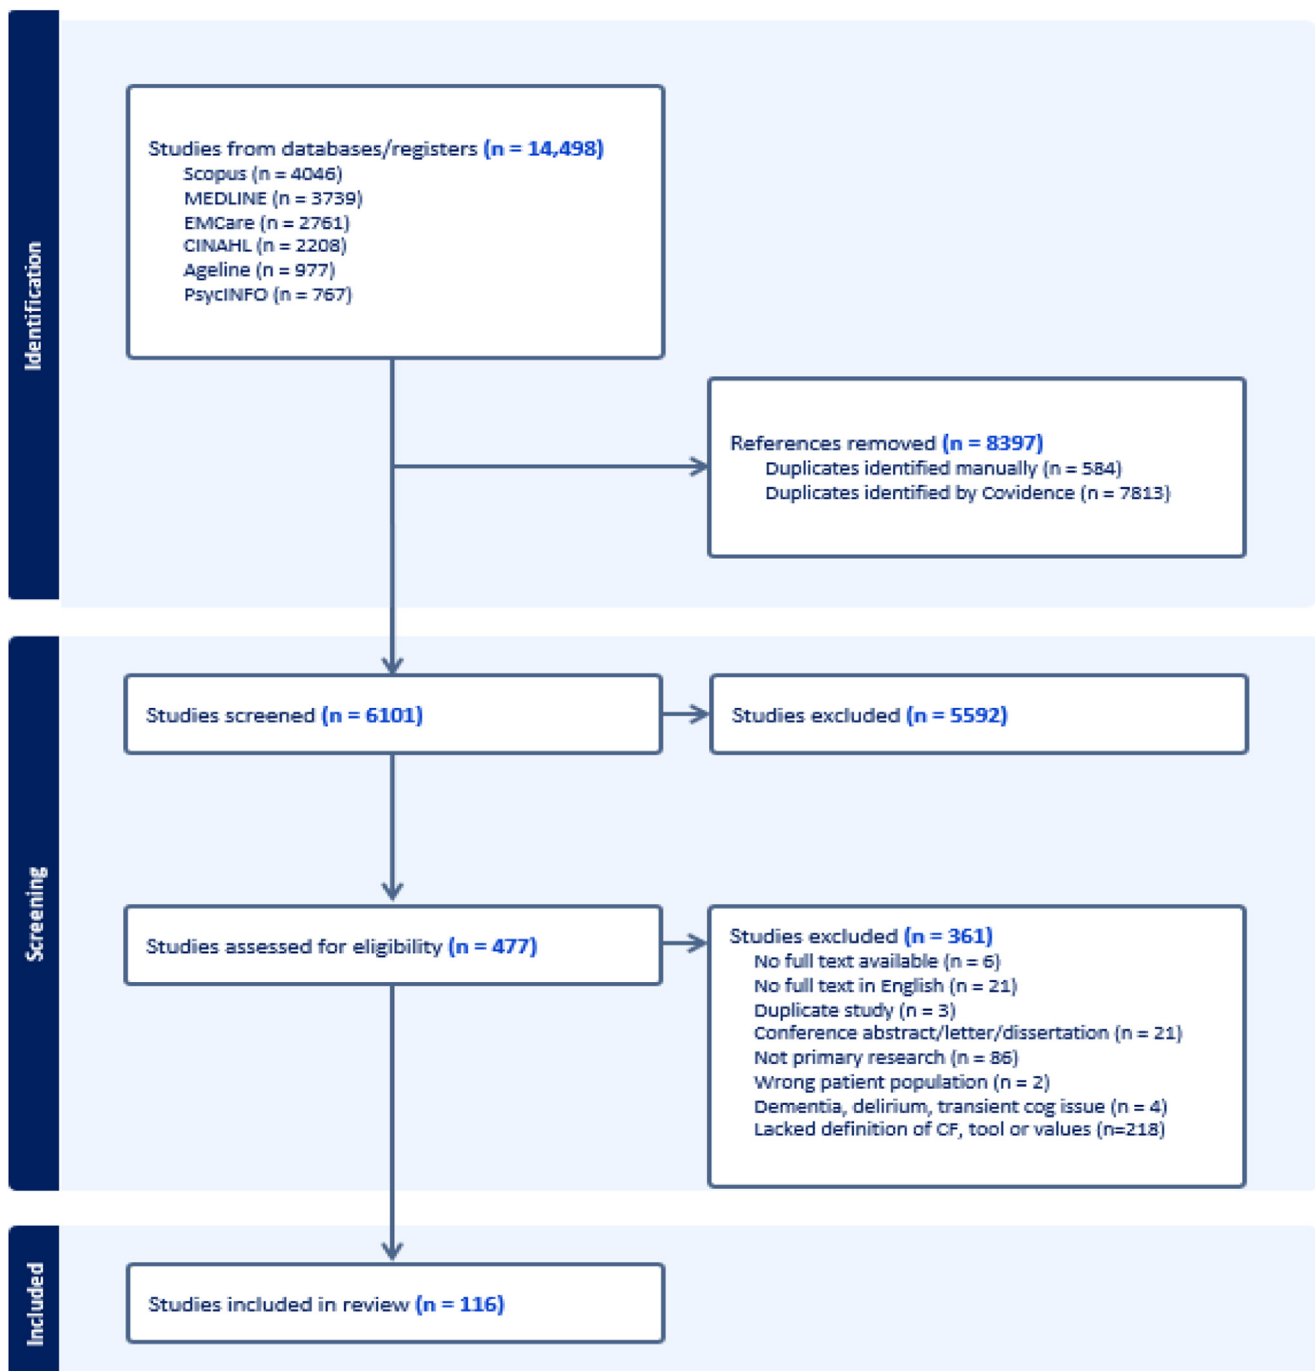 Identification
Studies from databases/registers (n = 14,498)
Scopus (n = 4046)
MEDLINE (n = 3739)
EMCare (n = 2761)
CINAHL (n = 2208)
Ageline (n = 977)
PsycINFO (n = 767)
References removed (n = 8397)
Duplicates identified manually (n = 584)
Duplicates identified by Covidence (n = 7813)
Screening
Studies screened (n = 6101)
Studies excluded (n = 5592)
Studies assessed for eligibility (n = 477)
Studies excluded (n = 361)
No full text available (n = 6)
No full text in English (n = 21)
Duplicate study (n = 3)
Conference abstract/letter/dissertation (n = 21)
Not primary research (n = 86)
Wrong patient population (n = 2)
Dementia, delirium, transient cog issue (n = 4)
Lacked definition of CF, tool or values (n=218)
Included
Studies included in review (n = 116)